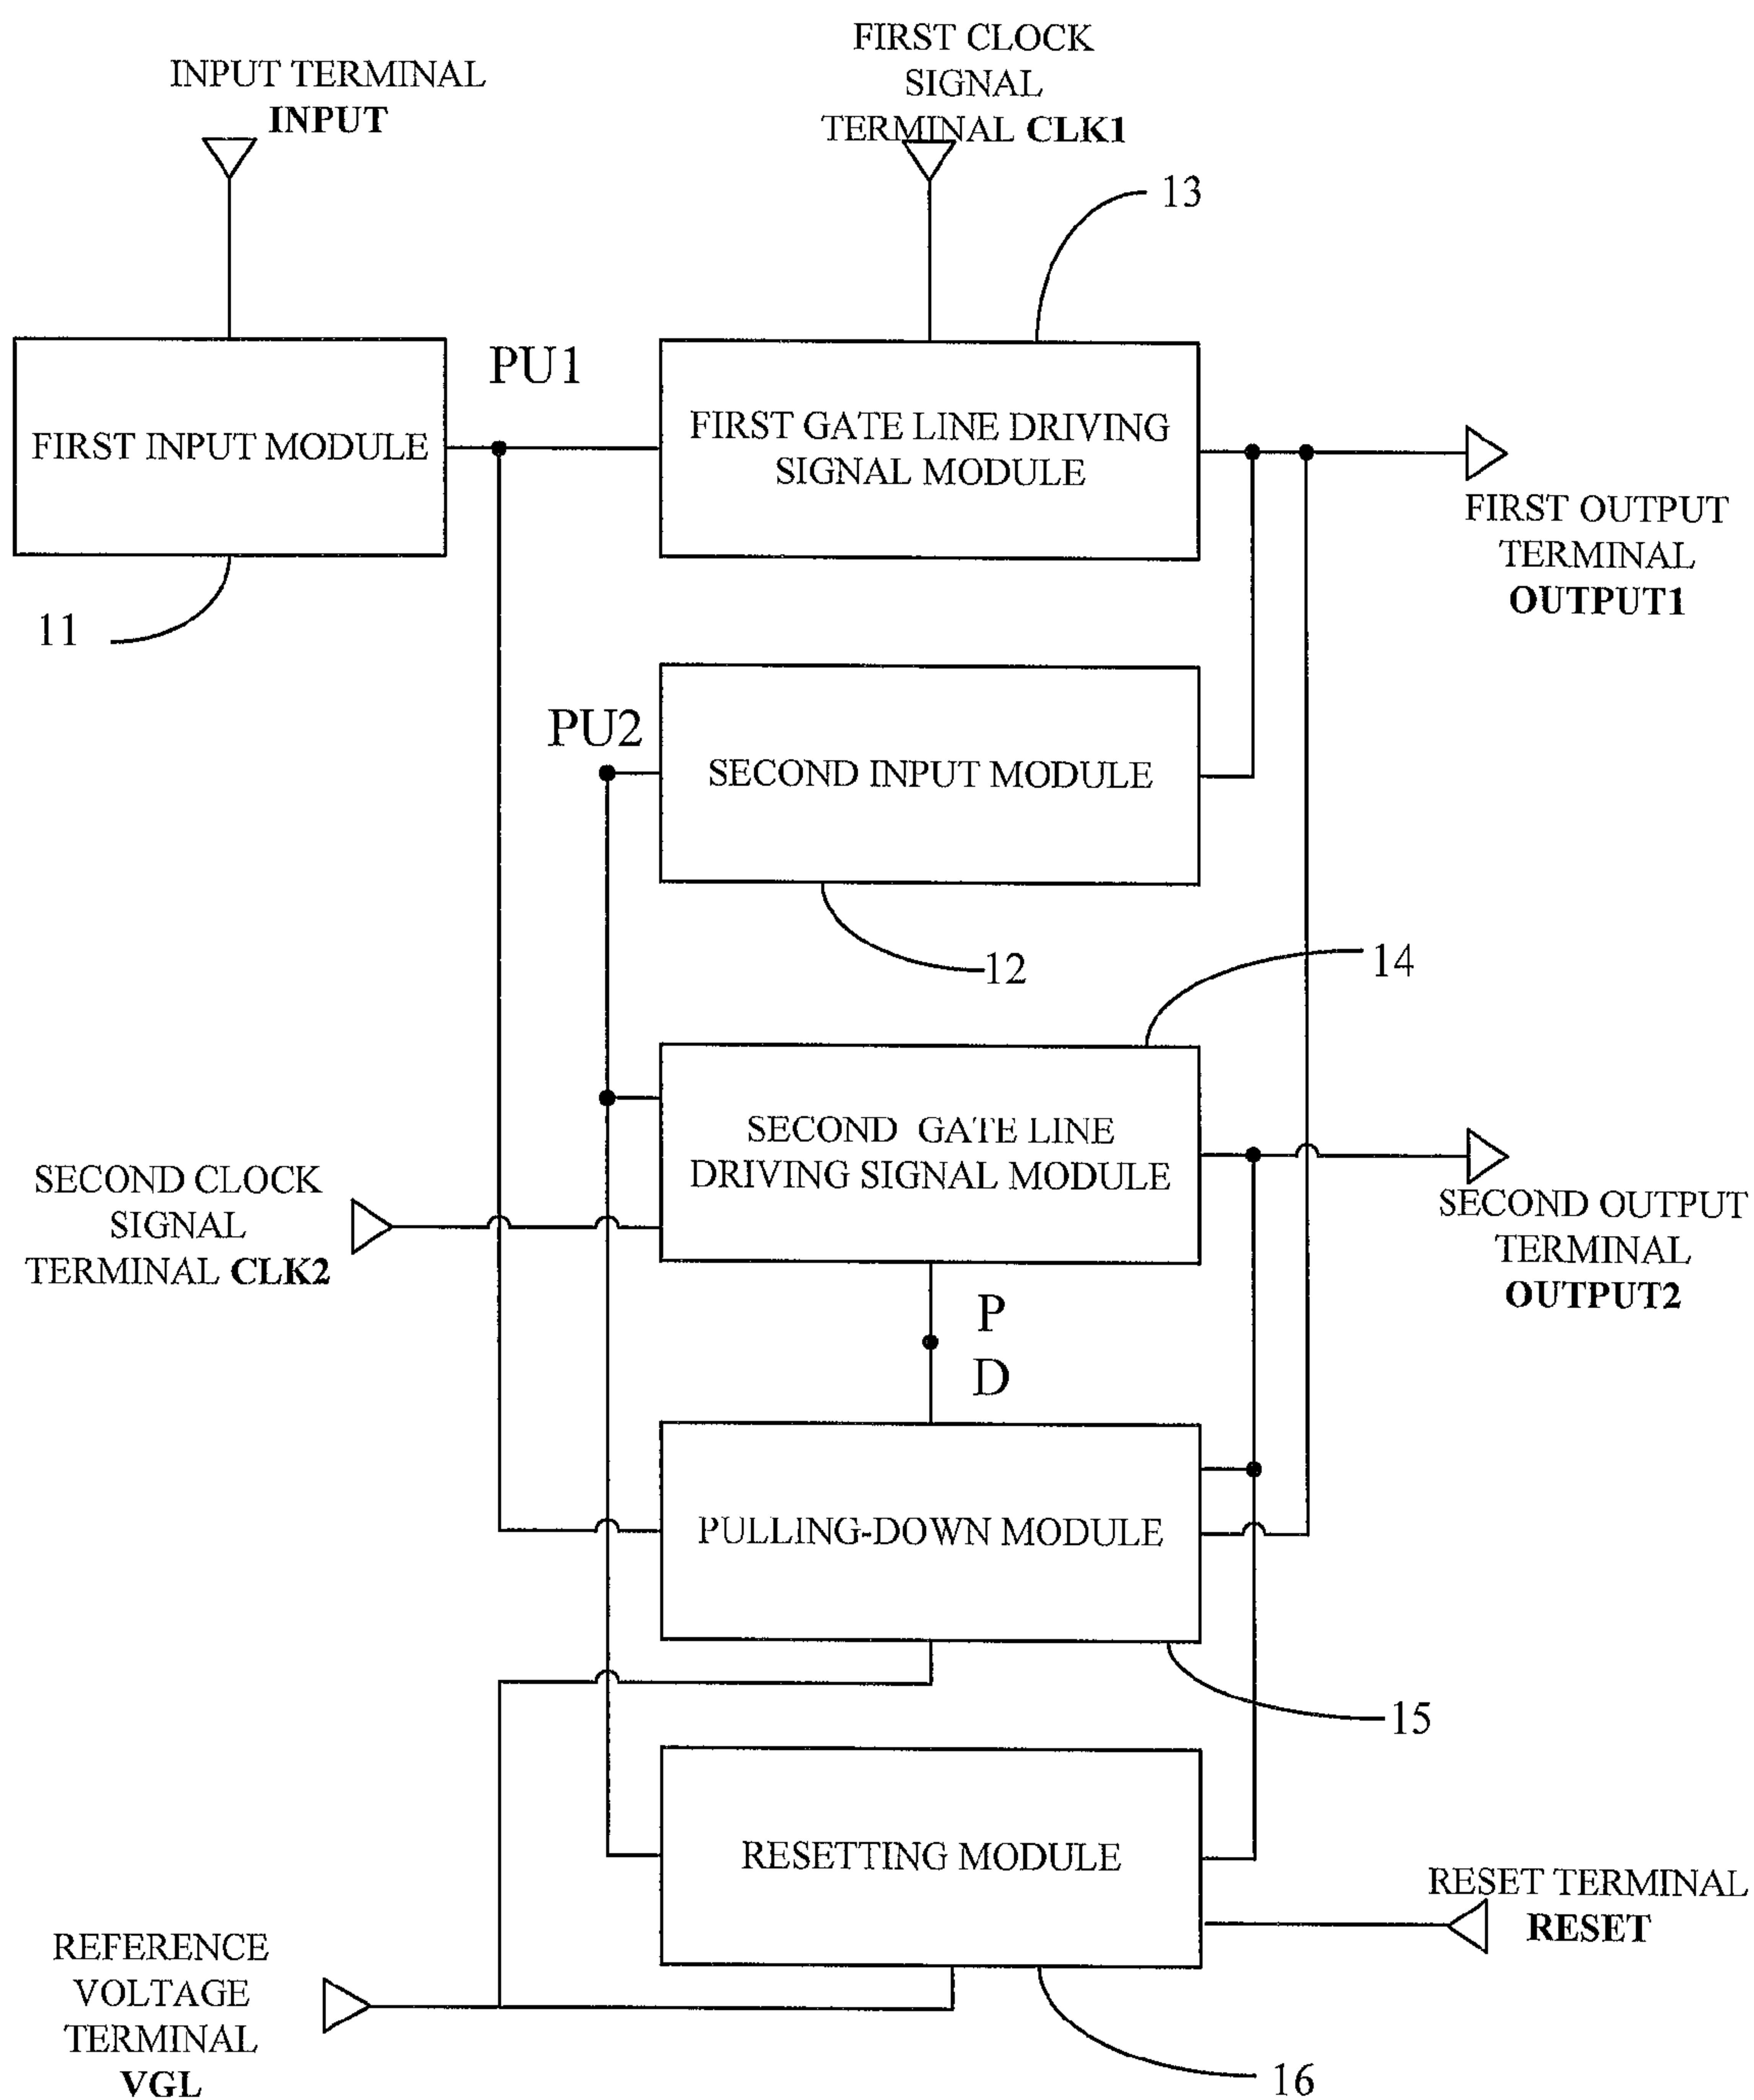 FIRST CLOCK
SIGNAL
TERMINAL CLK1
INPUT TERMINAL
INPUT
13
PU1
FIRST INPUT MODULE
FIRST GATE LINE DRIVING
SIGNAL MODULE
FIRST OUTPUT
TERMINAL
OUTPUT1
11
PU2
SECOND INPUT MODULE
12
14
SECOND GATE LINE
DRIVING SIGNAL MODULE
SECOND CLOCK
SIGNAL
TERMINAL CLK2
SECOND OUTPUT
TERMINAL
OUTPUT2
P
D
PULLING-DOWN MODULE
15
RESETTING MODULE
RESET TERMINAL
RESET
REFERENCE
VOLTAGE
TERMINAL
VGL
16